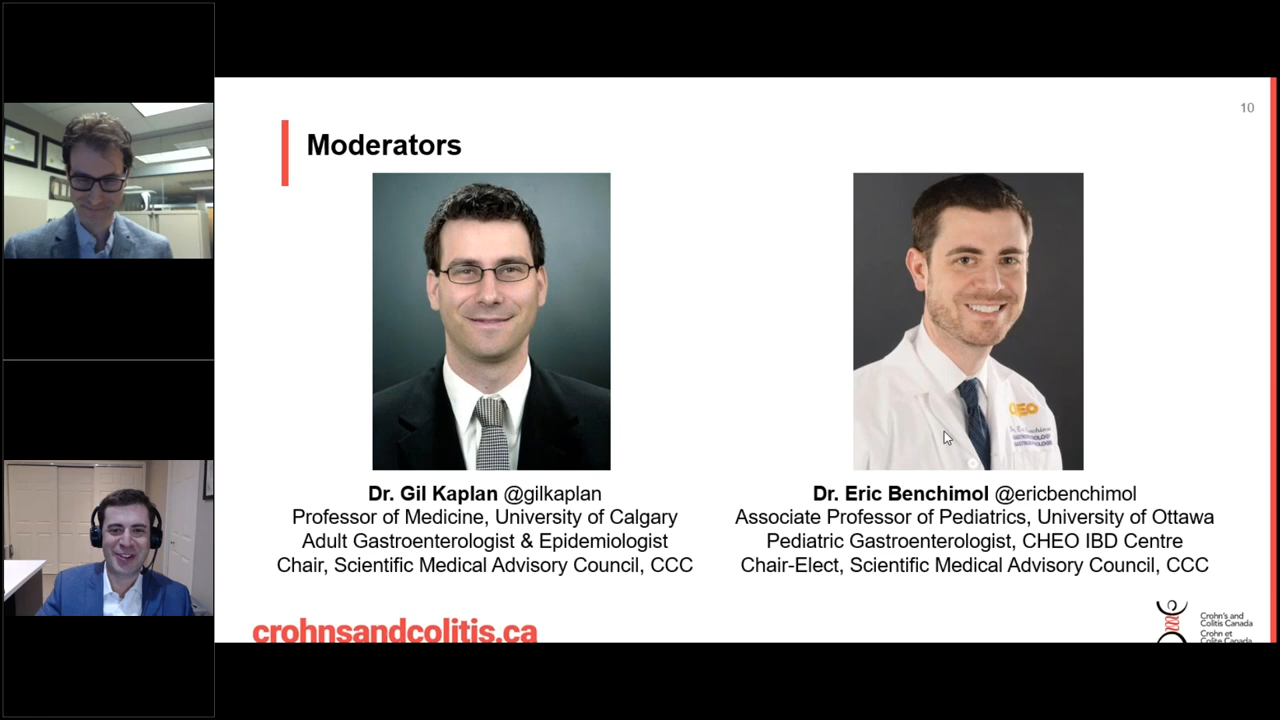 10
Moderators
Dr. Gil Kaplan @gilkaplan
Professor of Medicine, University of Calgary
Adult Gastroenterologist & Epidemiologist
Chair, Scientific Medical Advisory Council, CCC
Dr. Eric Benchimol @ericbenchimol
Associate Professor of Pediatrics, University of Ottawa
Pediatric Gastroenterologist, CHEO IBD Centre
Chair-Elect, Scientific Medical Advisory Council, CCC
crohnsandcolitis.ca
Crohn's and
Colitis Canada
Crohn et
Colite Canada